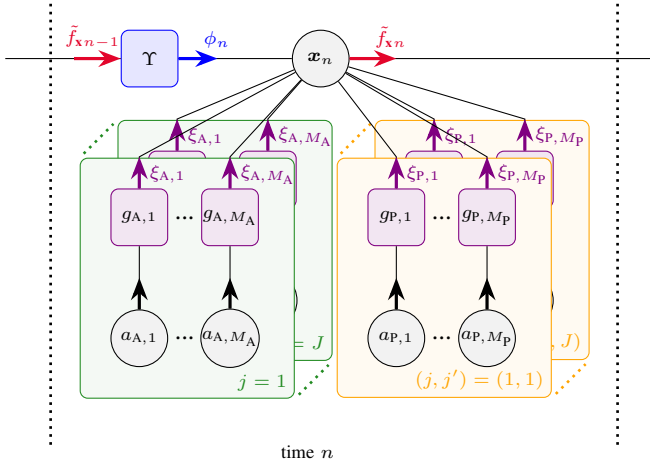 f̃ₓn−1 ϕn f̃ₓn
Υ xn
ξA,1 ξA,MA ξP,1 ξP,MP
ξA,1 ξA,MA ξP,1 ξP,MP
gA,1 ... gA,MA gP,1 ... gP,MP
aA,1 ... aA,MA aP,1 ... aP,MP
= J , J)
j = 1 (j, j′) = (1, 1)
time n